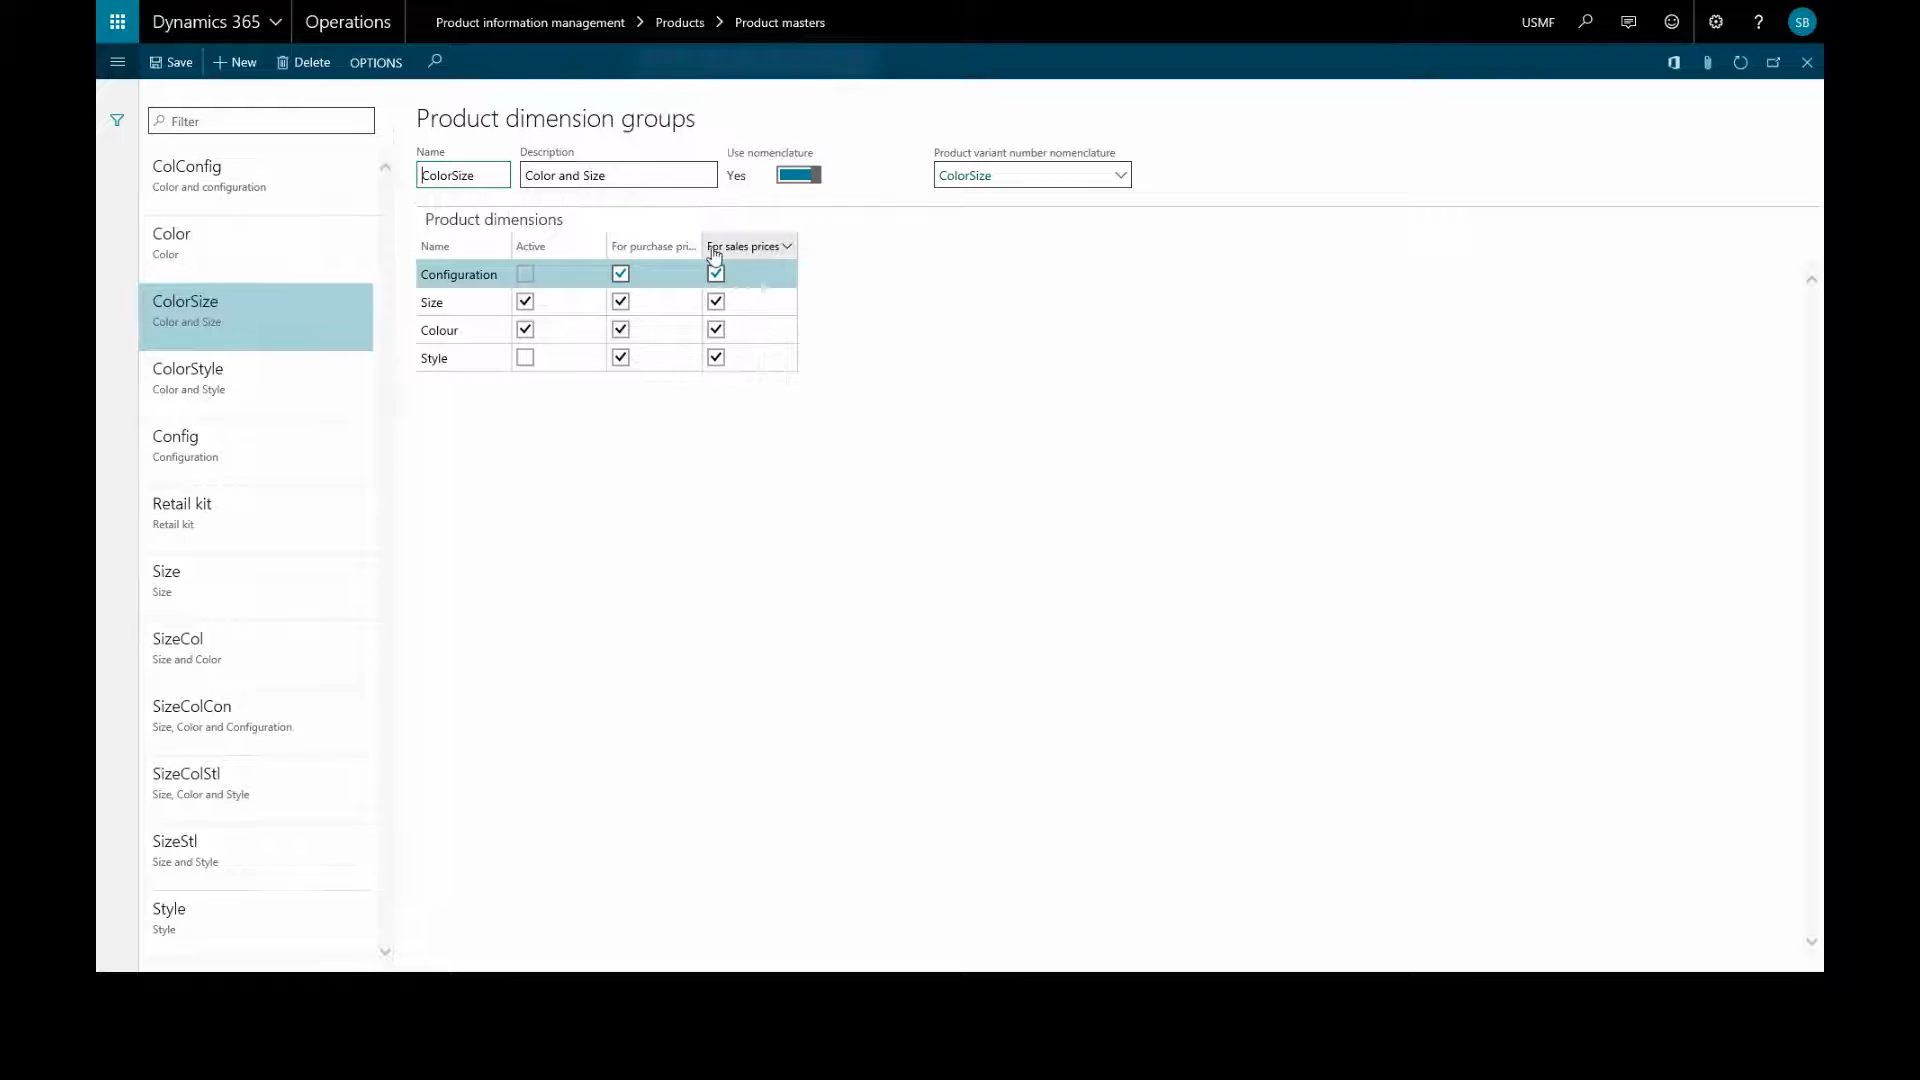 Dynamics 365 Operations Product information management Products Product masters USMF SB
Save New Delete OPTIONS
Filter
ColConfig
Color and configuration
Color
Color
ColorSize
Color and Size
ColorStyle
Color and Style
Config
Configuration
Retail kit
Retail kit
Size
Size
SizeCol
Size and Color
SizeColCon
Size, Color and Configuration
SizeColStl
Size, Color and Style
SizeStl
Size and Style
Style
Style
Product dimension groups
Name Description Use nomenclature Product variant number nomenclature
ColorSize Color and Size Yes ColorSize
Product dimensions
Name Active For purchase pri... For sales prices
Configuration
Size
Colour
Style